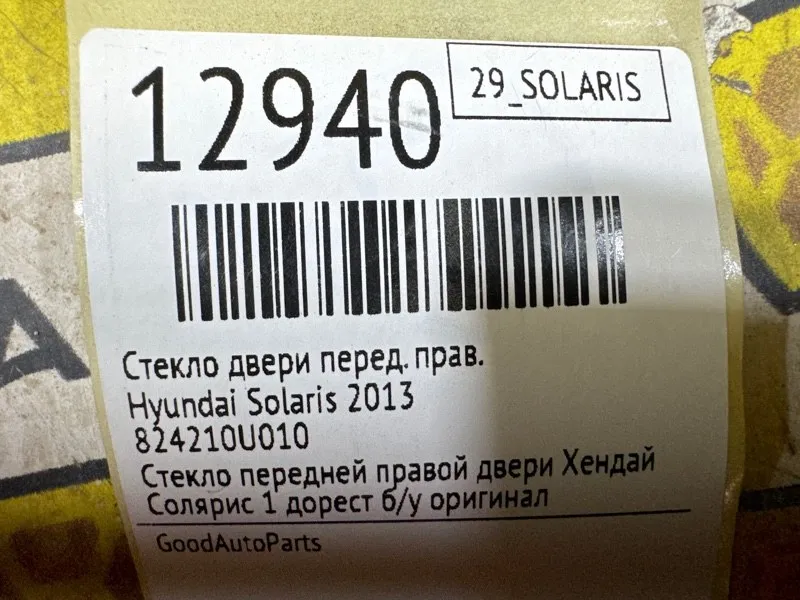 12940
29_SOLARIS
Стекло двери перед. прав.
Hyundai Solaris 2013
824210U010
Стекло передней правой двери Хендай
Солярис 1 дорест б/у оригинал
GoodAutoParts
A